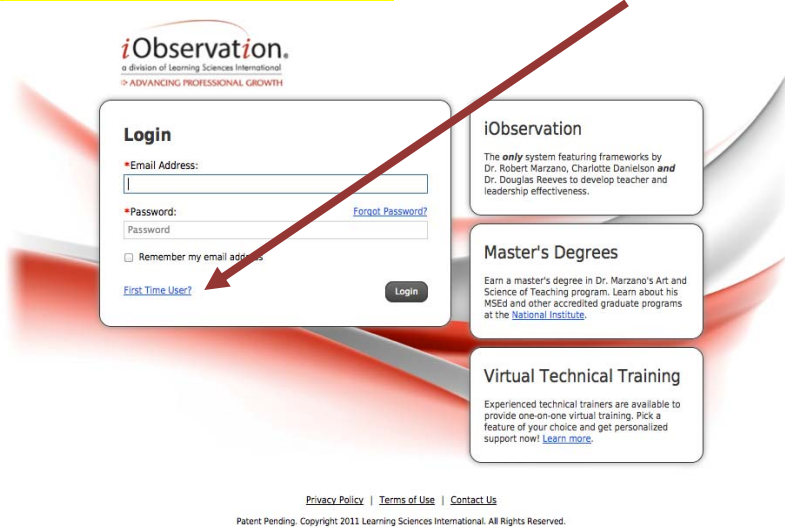 iObservation®
a division of Learning Sciences International
ADVANCING PROFESSIONAL GROWTH
Login
*Email Address:
*Password:
Forgot Password?
Password
Remember my email address
First Time User?
Login
iObservation
The only system featuring frameworks by
Dr. Robert Marzano, Charlotte Danielson and
Dr. Douglas Reeves to develop teacher and
leadership effectiveness.
Master's Degrees
Earn a master's degree in Dr. Marzano's Art and
Science of Teaching program. Learn about his
MSEd and other accredited graduate programs
at the National Institute.
Virtual Technical Training
Experienced technical trainers are available to
provide one-on-one virtual training. Pick a
feature of your choice and get personalized
support now! Learn more.
Privacy Policy | Terms of Use | Contact Us
Patent Pending. Copyright 2011 Learning Sciences International. All Rights Reserved.